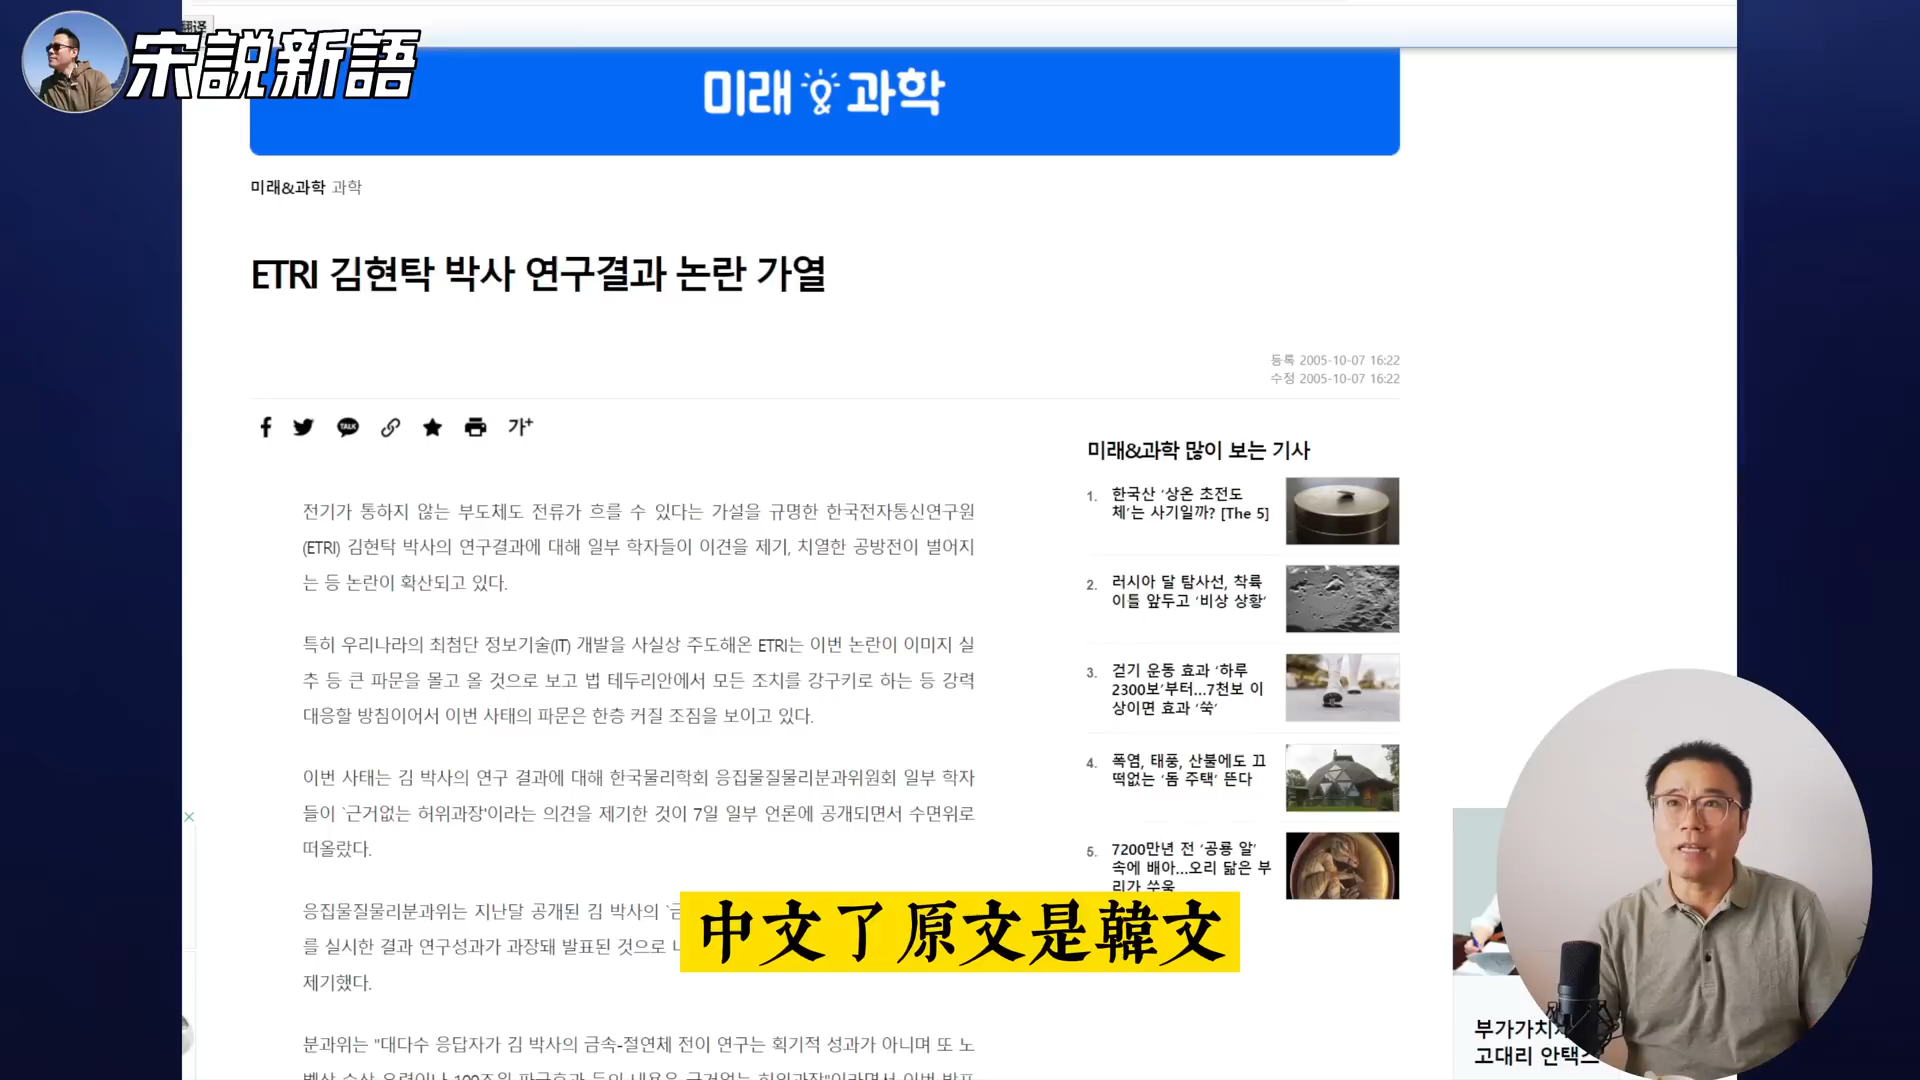 翻译
宋説新語
미래 과학
미래&과학 과학
ETRI 김현탁 박사 연구결과 논란 가열
등록 2005-10-07 16:22
수정 2005-10-07 16:22
TALK
가+
전기가 통하지 않는 부도체도 전류가 흐를 수 있다는 가설을 규명한 한국전자통신연구원
(ETRI) 김현탁 박사의 연구결과에 대해 일부 학자들이 이견을 제기, 치열한 공방전이 벌어지
는 등 논란이 확산되고 있다.
특히 우리나라의 최첨단 정보기술(IT) 개발을 사실상 주도해온 ETRI는 이번 논란이 이미지 실
추 등 큰 파문을 몰고 올 것으로 보고 법 테두리안에서 모든 조치를 강구키로 하는 등 강력
대응할 방침이어서 이번 사태의 파문은 한층 커질 조짐을 보이고 있다.
이번 사태는 김 박사의 연구 결과에 대해 한국물리학회 응집물질물리분과위원회 일부 학자
들이 `근거없는 허위과장'이라는 의견을 제기한 것이 7일 일부 언론에 공개되면서 수면위로
떠올랐다.
응집물질물리분과위는 지난달 공개된 김 박사의
를 실시한 결과 연구성과가 과장돼 발표된 것으로
제기했다.
분과위는 "대다수 응답자가 김 박사의 금속-절연체 전이 연구는 획기적 성과가 아니며 또 노
미래&과학 많이 보는 기사
1. 한국산 ‘상온 초전도
체’는 사기일까? [The 5]
2. 러시아 달 탐사선, 착륙
이틀 앞두고 ‘비상 상황’
3. 걷기 운동 효과 ‘하루
2300보’부터…7천보 이
상이면 효과 ‘쑥’
4. 폭염, 태풍, 산불에도 끄
떡없는 ‘돔 주택’ 뜬다
5. 7200만년 전 ‘공룡 알’
속에 배아…오리 닮은 부
리가 쑤욱
中文了 原文是韓文
부가가치
고대리 안택스